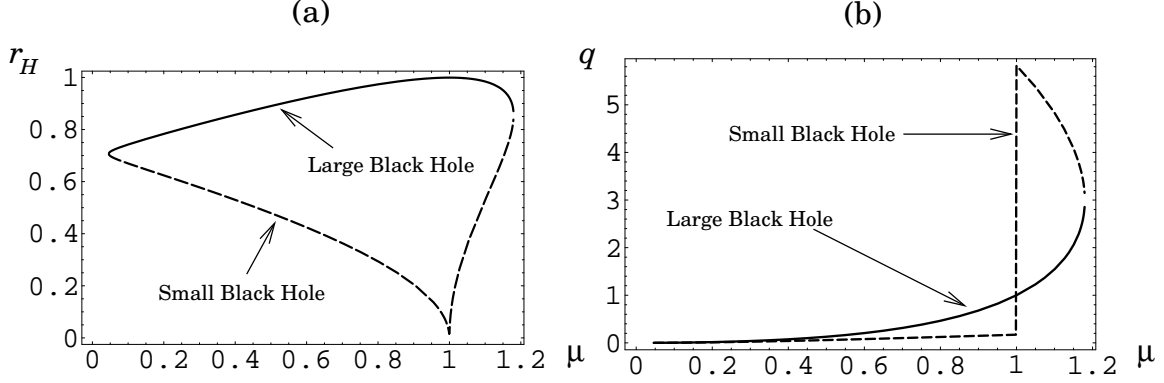 (a)
r_H
1
0.8
0.6
0.4
0.2
0
0 0.2 0.4 0.6 0.8 1 1.2 μ
Large Black Hole
Small Black Hole
(b)
q
5
4
3
2
1
0
0 0.2 0.4 0.6 0.8 1 1.2 μ
Small Black Hole
Large Black Hole